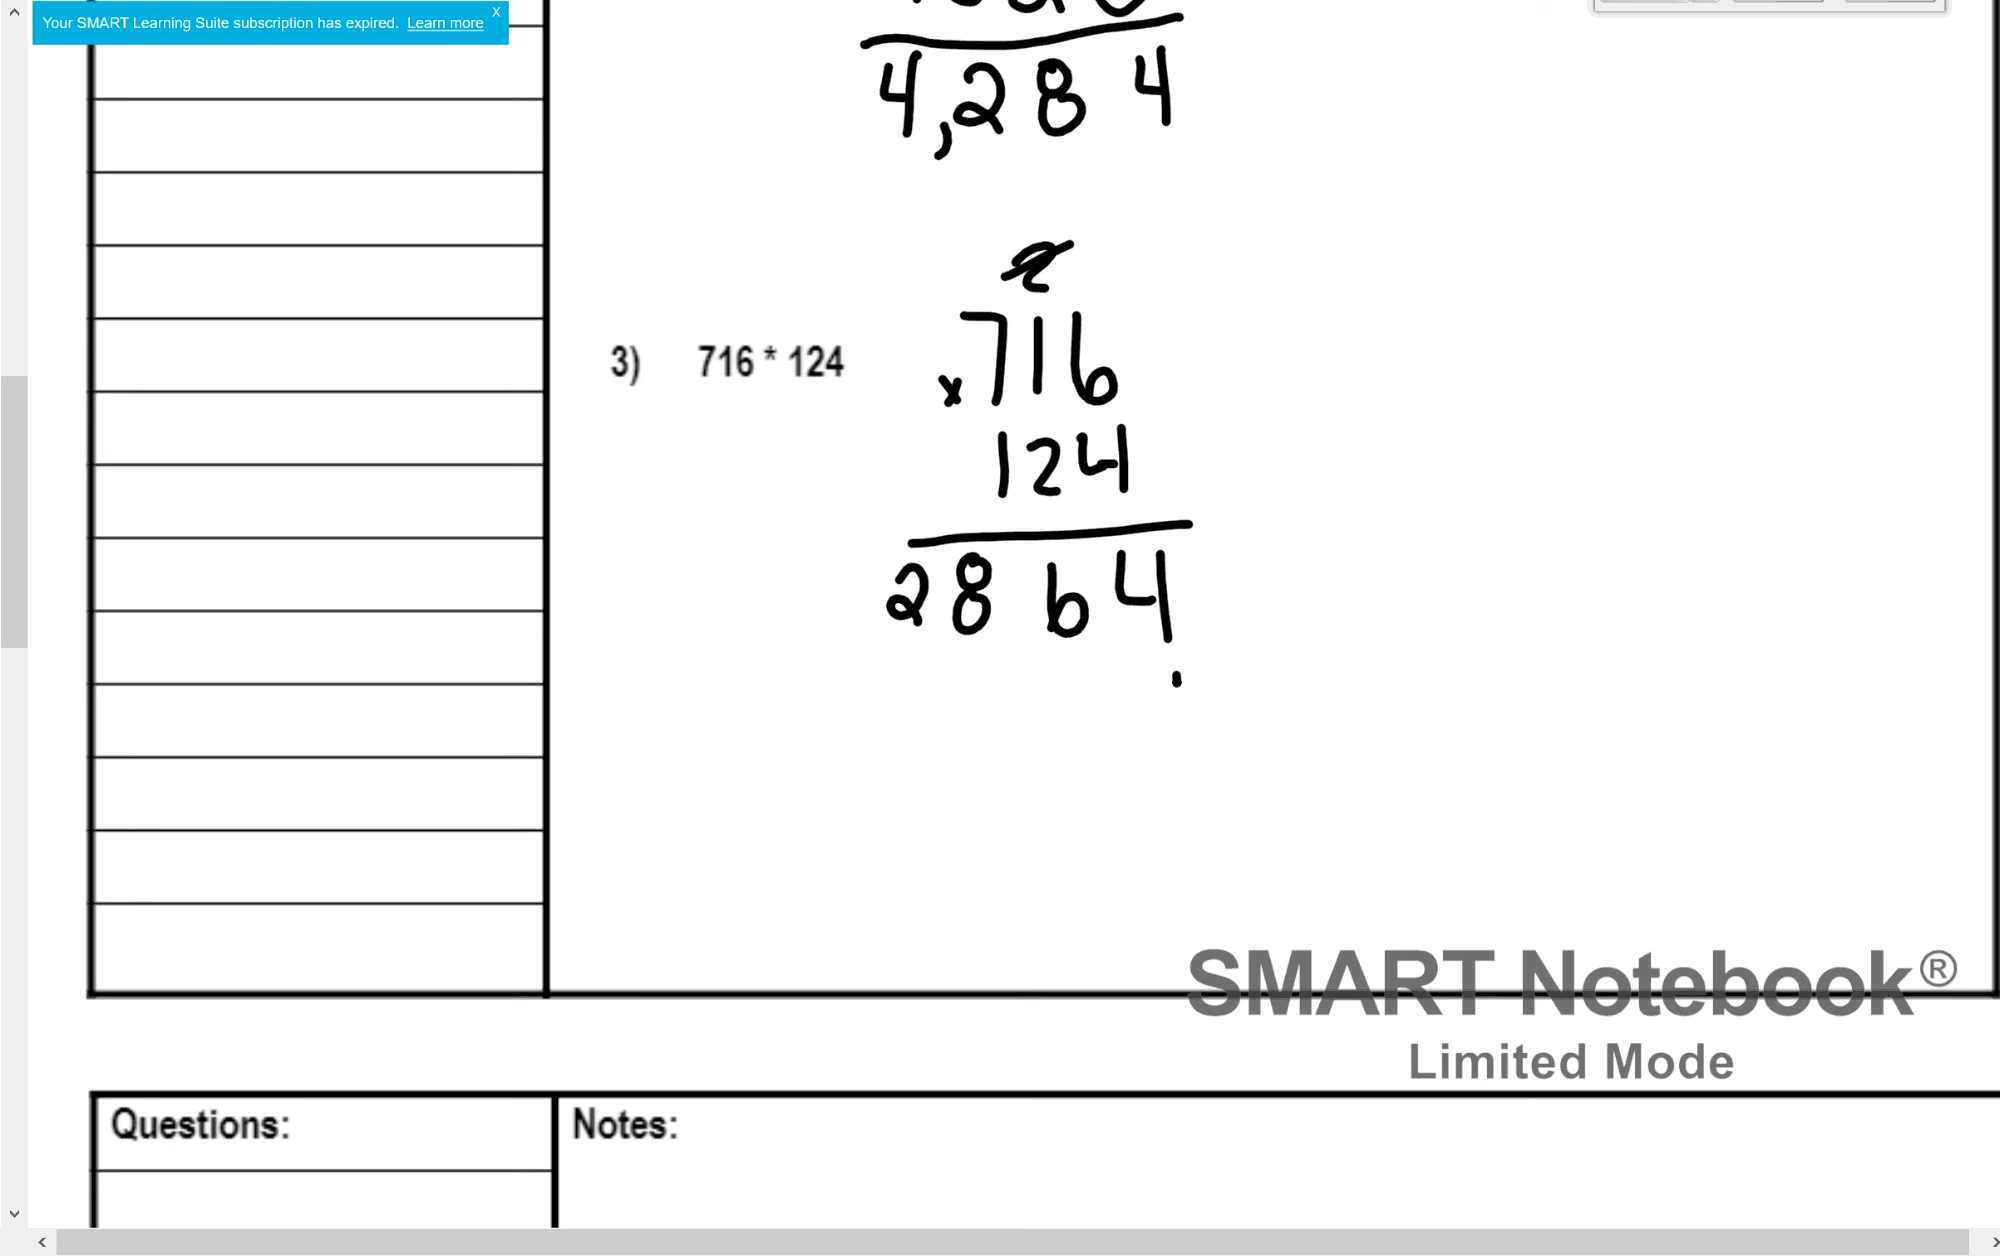 Your SMART Learning Suite subscription has expired. Learn more X
4,284
2
3) 716 * 124
716
x
124
2864
.
SMART Notebook®
Limited Mode
Questions:
Notes: